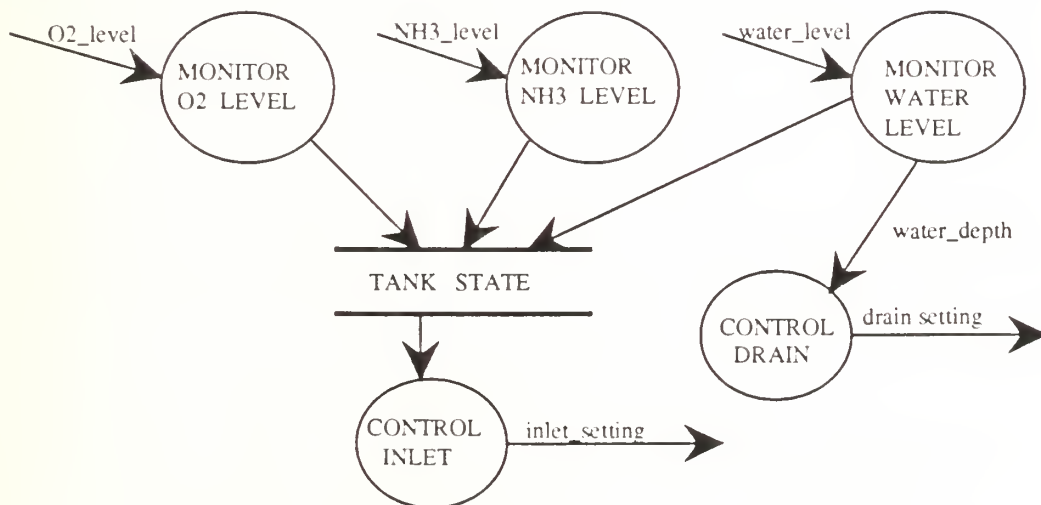 O2_level
NH3_level
water_level
MONITOR
O2 LEVEL
MONITOR
NH3 LEVEL
MONITOR
WATER
LEVEL
water_depth
TANK STATE
CONTROL
DRAIN
drain setting
CONTROL
INLET
inlet_setting